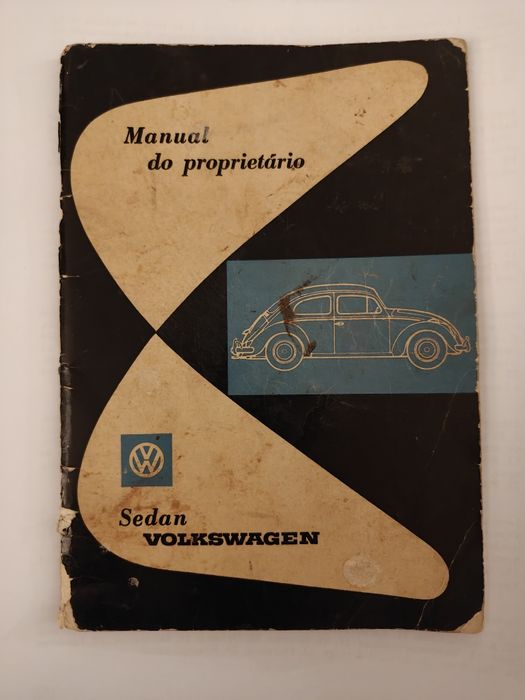 Manual
do proprietário
VW
Sedan
VOLKSWAGEN